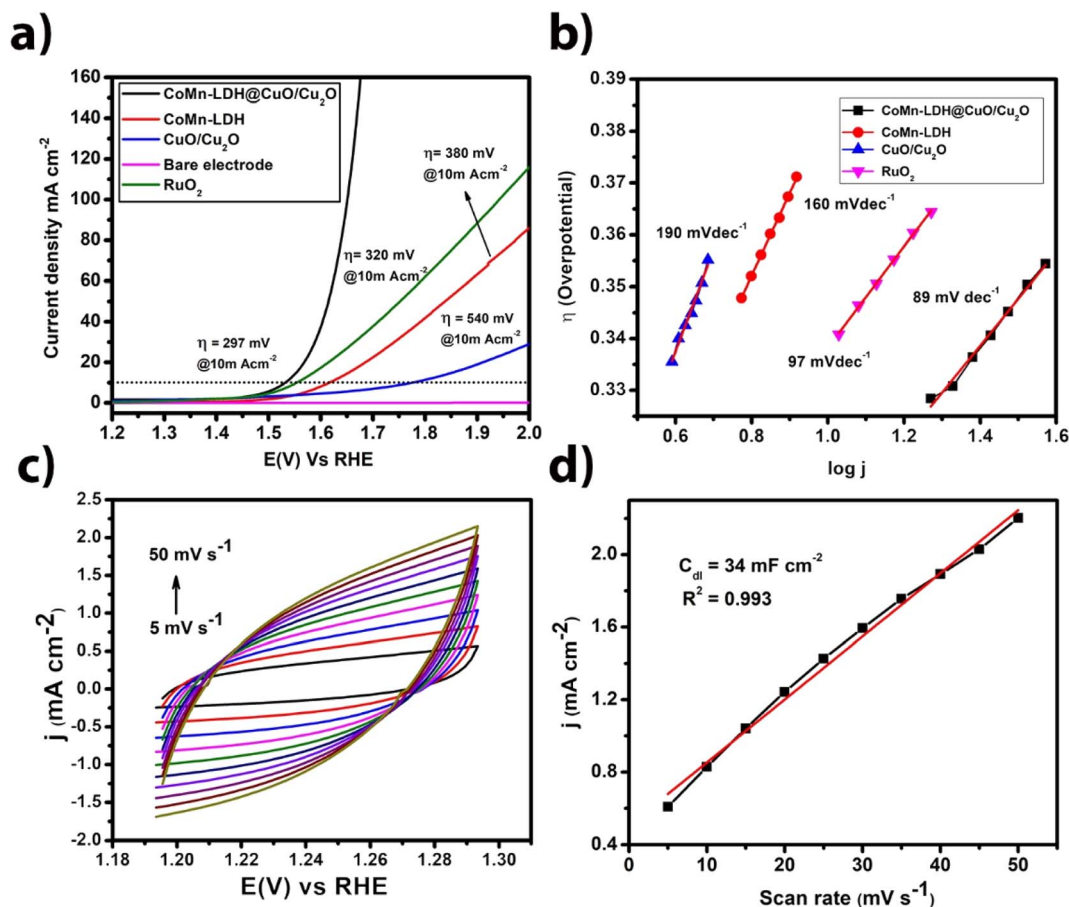 a)
160
140
120
100
80
60
40
20
0
Current density mA cm⁻²
CoMn-LDH@CuO/Cu₂O
CoMn-LDH
CuO/Cu₂O
Bare electrode
RuO₂
η= 380 mV
@10m Acm⁻²
η= 320 mV
@10m Acm⁻²
η = 540 mV
@10m Acm⁻²
η = 297 mV
@10m Acm⁻²
1.2 1.3 1.4 1.5 1.6 1.7 1.8 1.9 2.0
E(V) Vs RHE
b)
0.39
0.38
0.37
0.36
0.35
0.34
0.33
η (Overpotential)
CoMn-LDH@CuO/Cu₂O
CoMn-LDH
CuO/Cu₂O
RuO₂
190 mVdec⁻¹
160 mVdec⁻¹
89 mV dec⁻¹
97 mVdec⁻¹
0.6 0.8 1.0 1.2 1.4 1.6
log j
c)
2.5
2.0
1.5
1.0
0.5
0.0
-0.5
-1.0
-1.5
-2.0
j (mA cm⁻²)
50 mV s⁻¹
5 mV s⁻¹
1.18 1.20 1.22 1.24 1.26 1.28 1.30
E(V) vs RHE
d)
2.0
1.6
1.2
0.8
0.4
j (mA cm⁻²)
C_dl = 34 mF cm⁻²
R² = 0.993
0 10 20 30 40 50
Scan rate (mV s⁻¹)